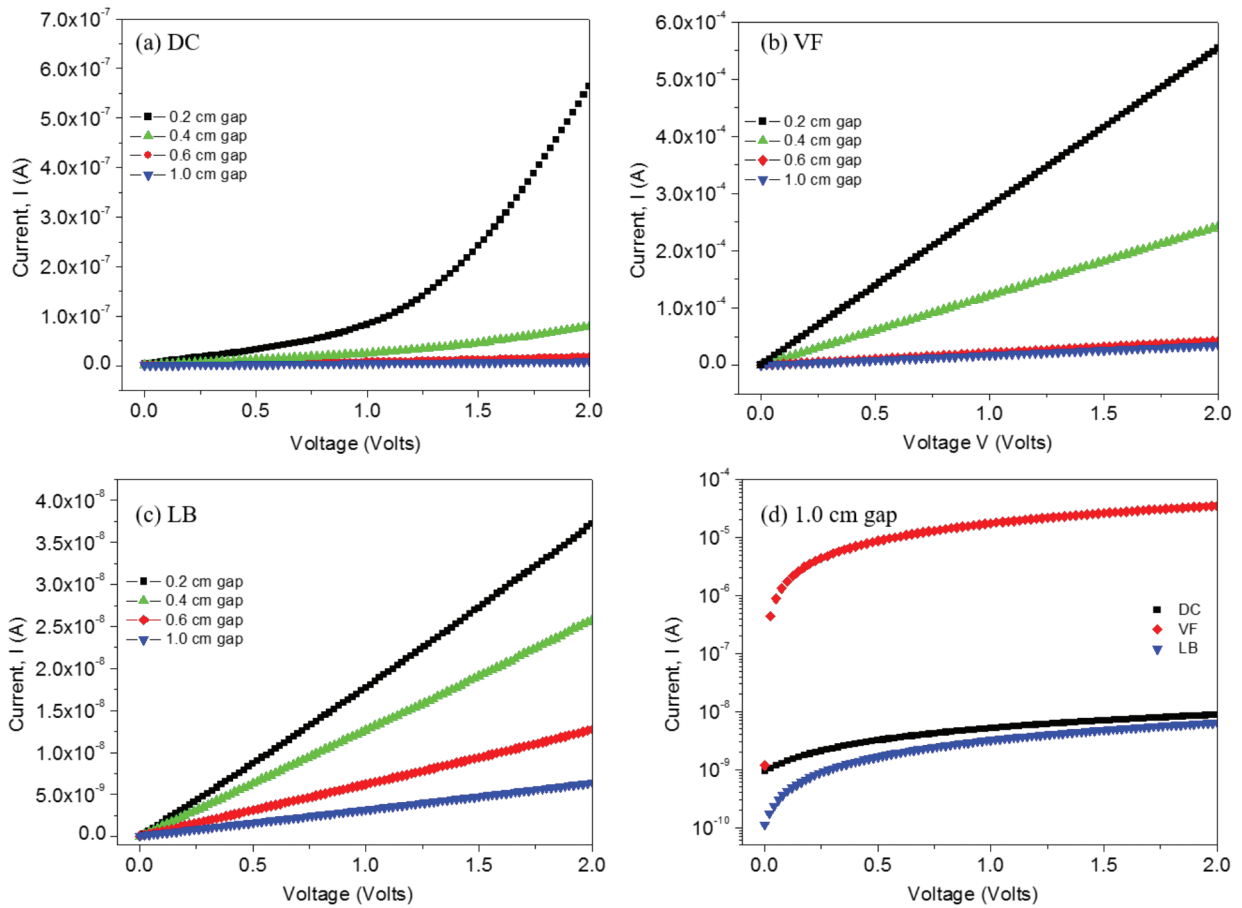 (a) DC
7.0x10⁻⁷
6.0x10⁻⁷
5.0x10⁻⁷
4.0x10⁻⁷
3.0x10⁻⁷
2.0x10⁻⁷
1.0x10⁻⁷
0.0
Current, I (A)
0.2 cm gap
0.4 cm gap
0.6 cm gap
1.0 cm gap
0.0 0.5 1.0 1.5 2.0
Voltage (Volts)
(b) VF
6.0x10⁻⁴
5.0x10⁻⁴
4.0x10⁻⁴
3.0x10⁻⁴
2.0x10⁻⁴
1.0x10⁻⁴
0.0
Current, I (A)
0.2 cm gap
0.4 cm gap
0.6 cm gap
1.0 cm gap
0.0 0.5 1.0 1.5 2.0
Voltage V (Volts)
(c) LB
4.0x10⁻⁸
3.5x10⁻⁸
3.0x10⁻⁸
2.5x10⁻⁸
2.0x10⁻⁸
1.5x10⁻⁸
1.0x10⁻⁸
5.0x10⁻⁹
0.0
Current, I (A)
0.2 cm gap
0.4 cm gap
0.6 cm gap
1.0 cm gap
0.0 0.5 1.0 1.5 2.0
Voltage (Volts)
(d) 1.0 cm gap
10⁻⁴
10⁻⁵
10⁻⁶
10⁻⁷
10⁻⁸
10⁻⁹
10⁻¹⁰
Current, I (A)
DC
VF
LB
0.0 0.5 1.0 1.5 2.0
Voltage (Volts)